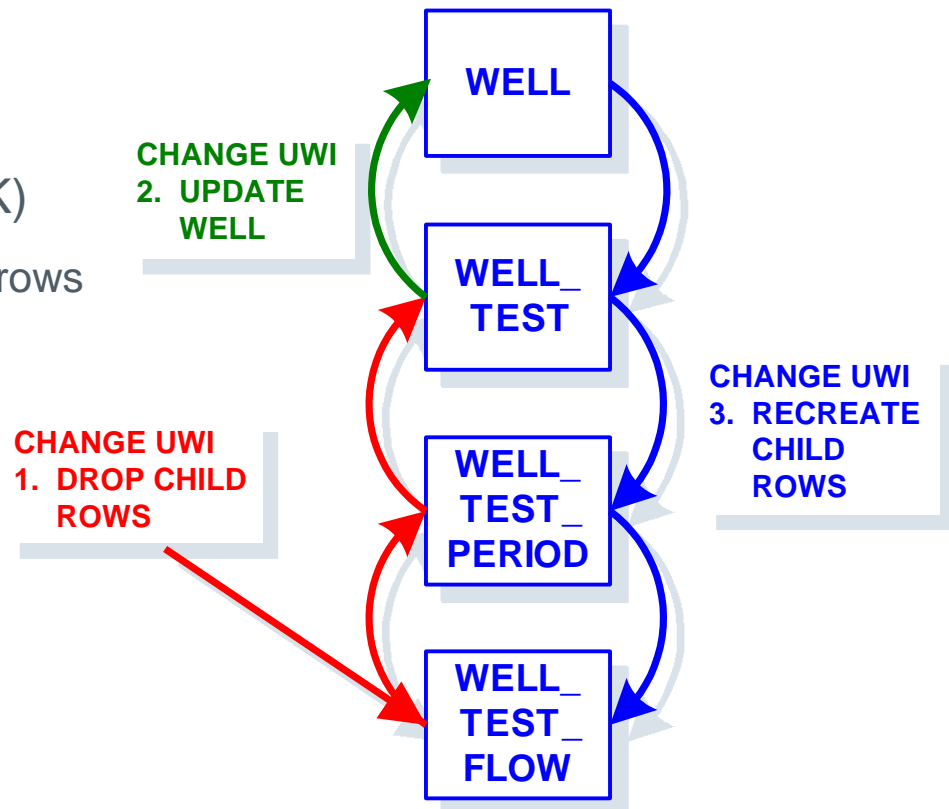 WELL
CHANGE UWI
2. UPDATE
WELL
K)
rows
WELL_
TEST
CHANGE UWI
3. RECREATE
CHILD
ROWS
CHANGE UWI
1. DROP CHILD
ROWS
WELL_
TEST_
PERIOD
WELL_
TEST_
FLOW